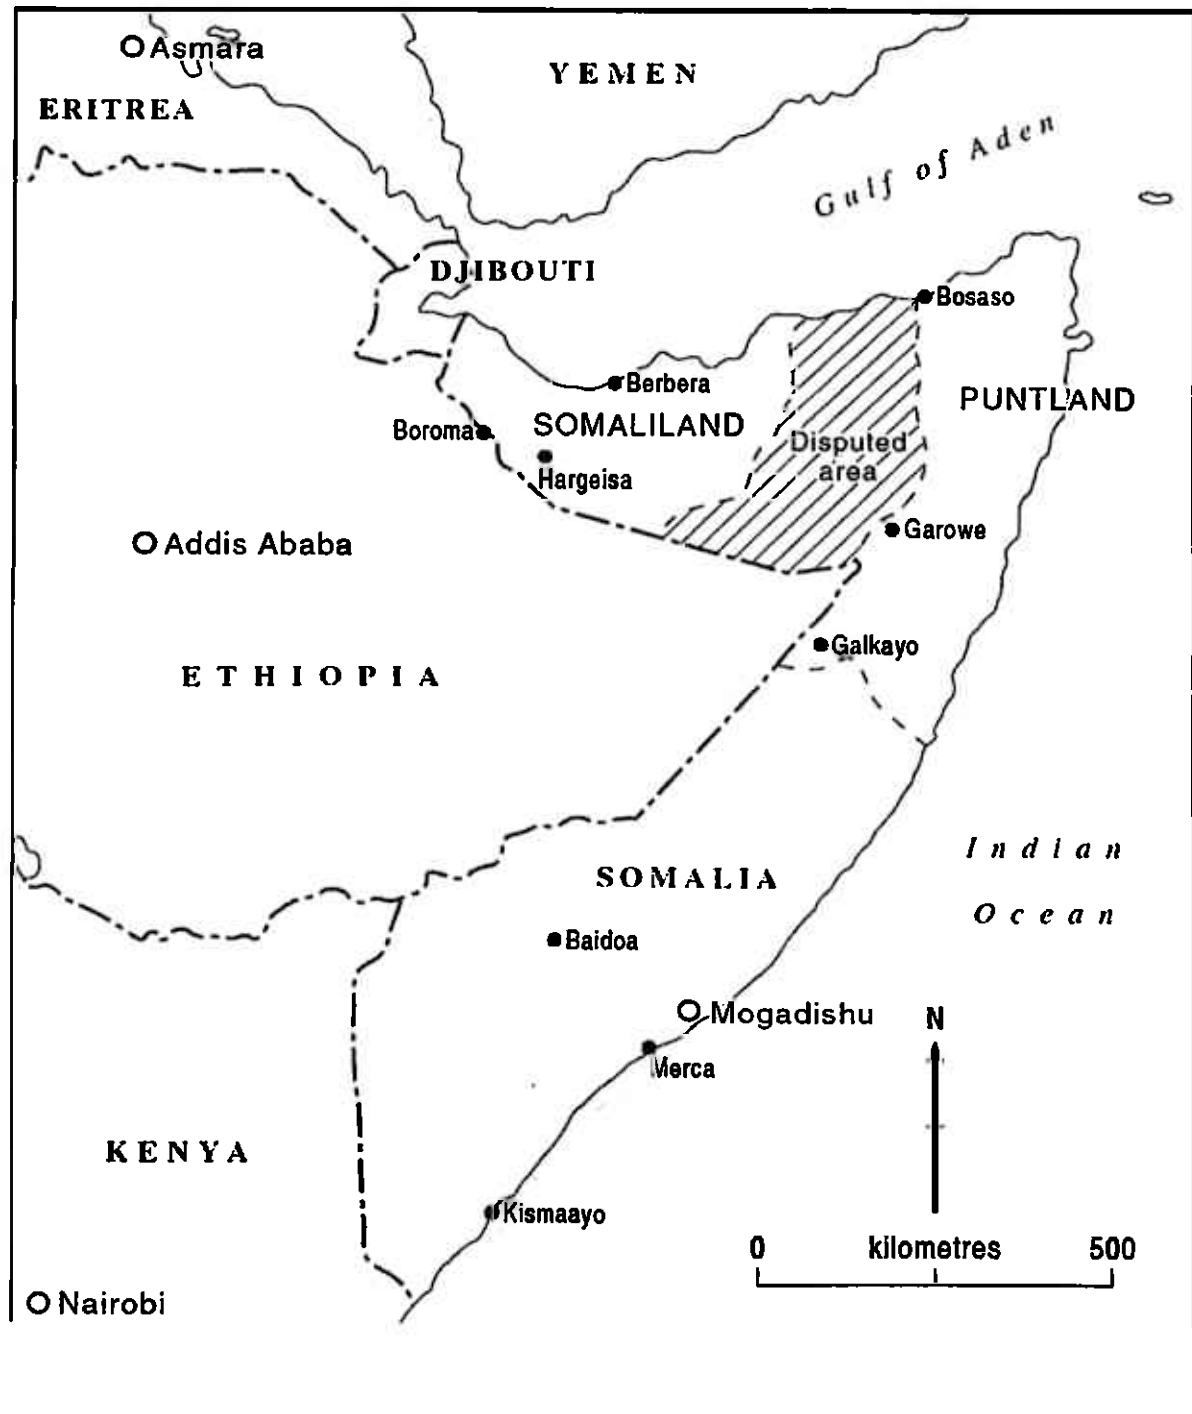 Asmara
YEMEN
ERITREA
Gulf of Aden
DJIBOUTI
Bosaso
Berbera
PUNTLAND
Boroma
SOMALILAND
Disputed
area
Hargeisa
Garowe
Addis Ababa
Galkayo
ETHIOPIA
Indian
Ocean
SOMALIA
Baidoa
Mogadishu
N
Merca
KENYA
Kismaayo
0 kilometres 500
Nairobi